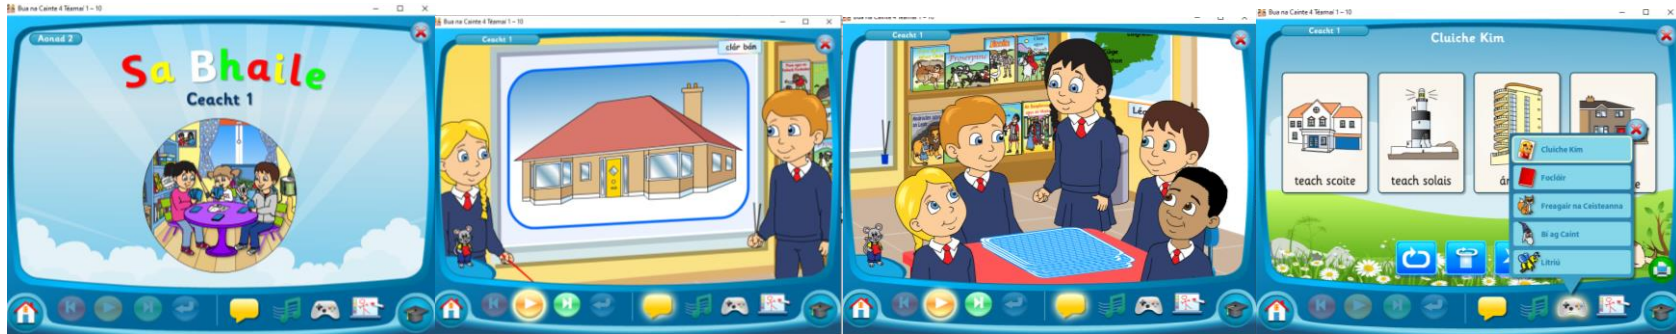 Bua na Cainte 4 Téamaí 1 – 10
Aonad 2
Sa Bhaile
Ceacht 1
Bua na Cainte 4 Téamaí 1 – 10
Ceacht 1
clár bán
Ceacht 1
Bua na Cainte 4 Téamaí 1 – 10
Ceacht 1
Cluiche Kim
teach scoite
teach solais
Cluiche Kim
Foclóir
Freagair na Ceisteanna
Bí ag Caint
Litriú